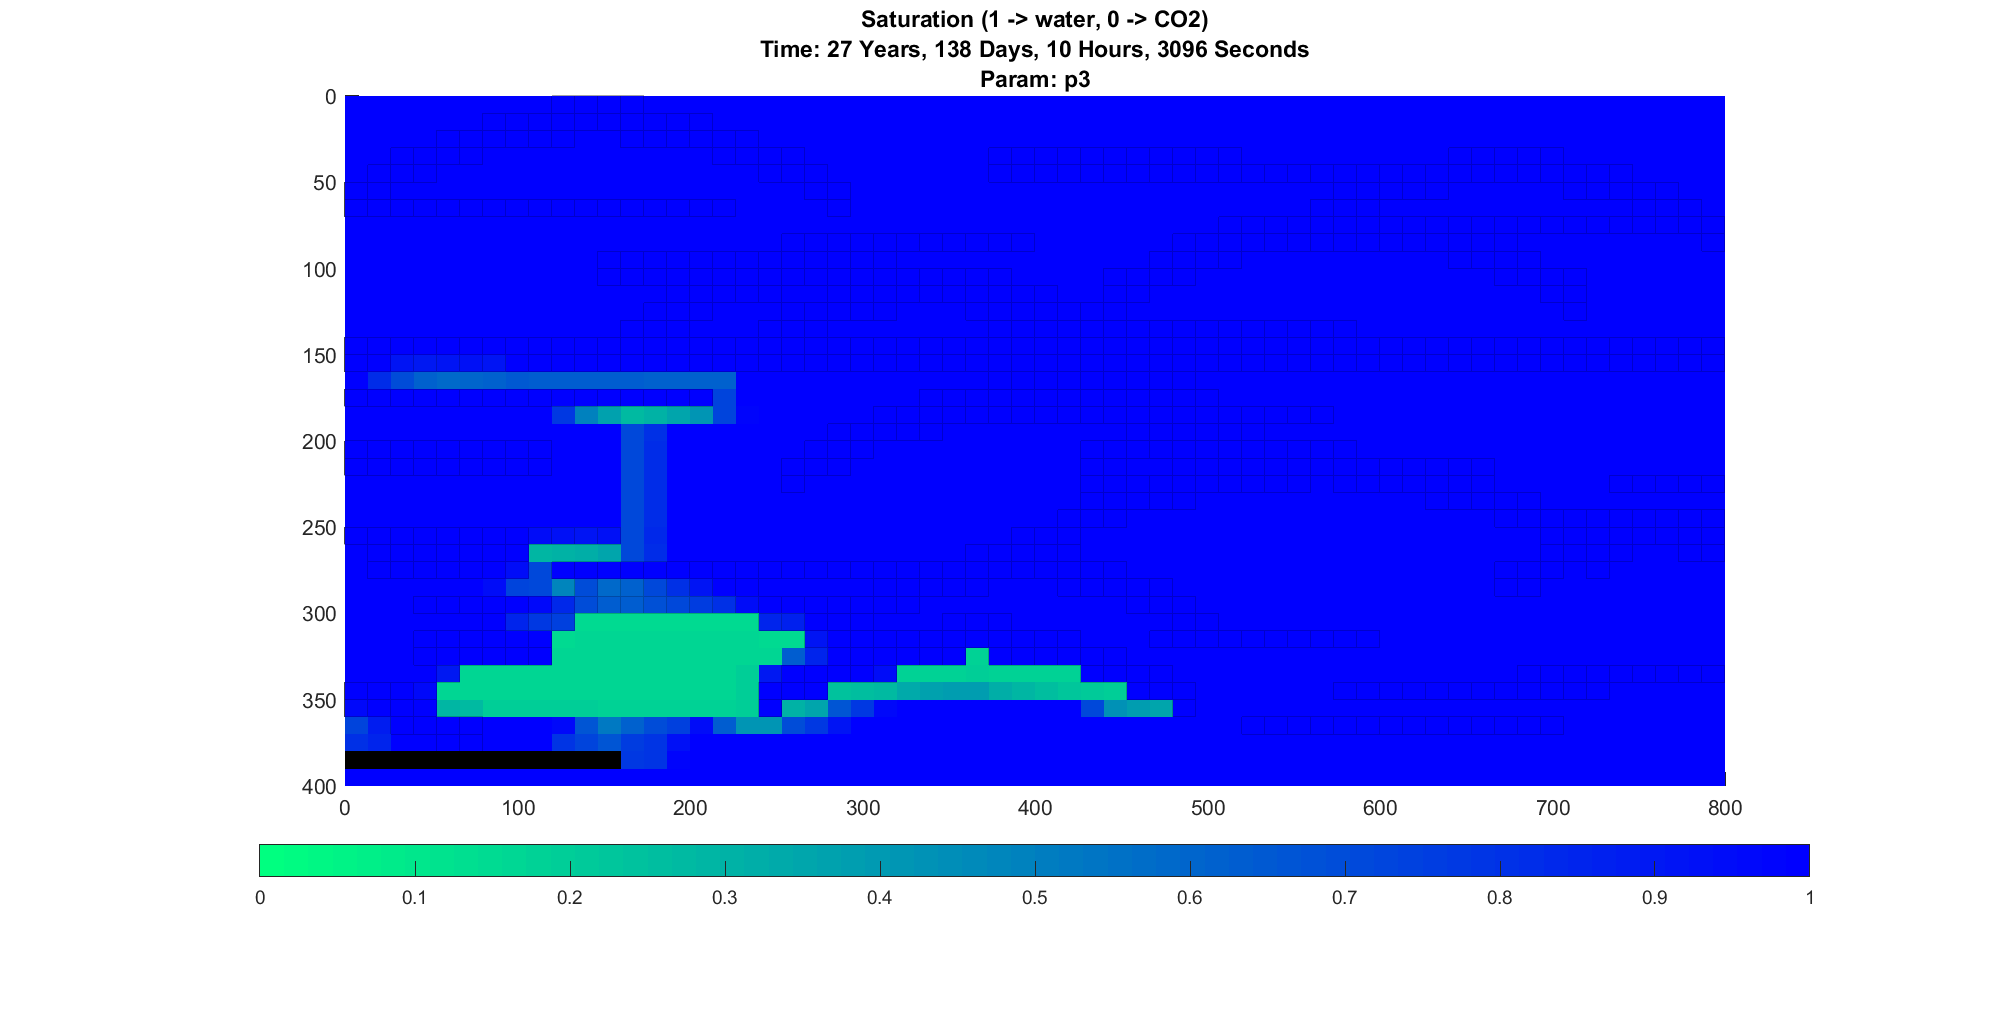 Saturation (1 -> water, 0 -> CO2)
Time: 27 Years, 138 Days, 10 Hours, 3096 Seconds
Param: p3
0
50
100
150
200
250
300
350
400
0 100 200 300 400 500 600 700 800
0 0.1 0.2 0.3 0.4 0.5 0.6 0.7 0.8 0.9 1